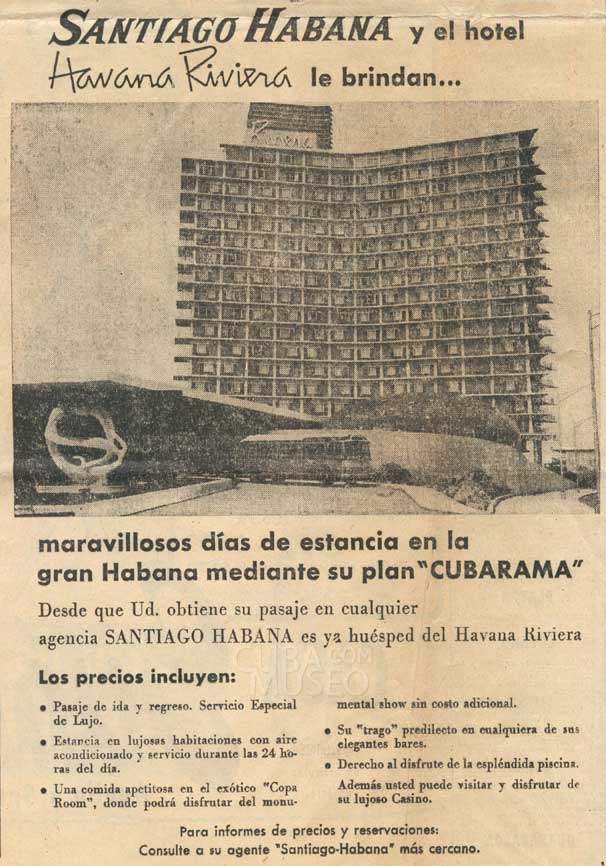 SANTIAGO HABANA y el hotel
Havana Riviera le brindan...
Riviera
maravillosos días de estancia en la
gran Habana mediante su plan "CUBARAMA"
Desde que Ud. obtiene su pasaje en cualquier
agencia SANTIAGO HABANA es ya huésped del Havana Riviera
CUBA COM
MUSEO
Los precios incluyen:
• Pasaje de ida y regreso. Servicio Especial
de Lujo.
• Estancia en lujosas habitaciones con aire
acondicionado y servicio durante las 24 ho-
ras del día.
• Una comida apetitosa en el exótico "Copa
Room", donde podrá disfrutar del monu-
mental show sin costo adicional.
• Su "trago" predilecto en cualquiera de sus
elegantes bares.
• Derecho al disfrute de la espléndida piscina.
Además usted puede visitar y disfrutar de
su lujoso Casino.
Para informes de precios y reservaciones:
Consulte a su agente "Santiago-Habana" más cercano.